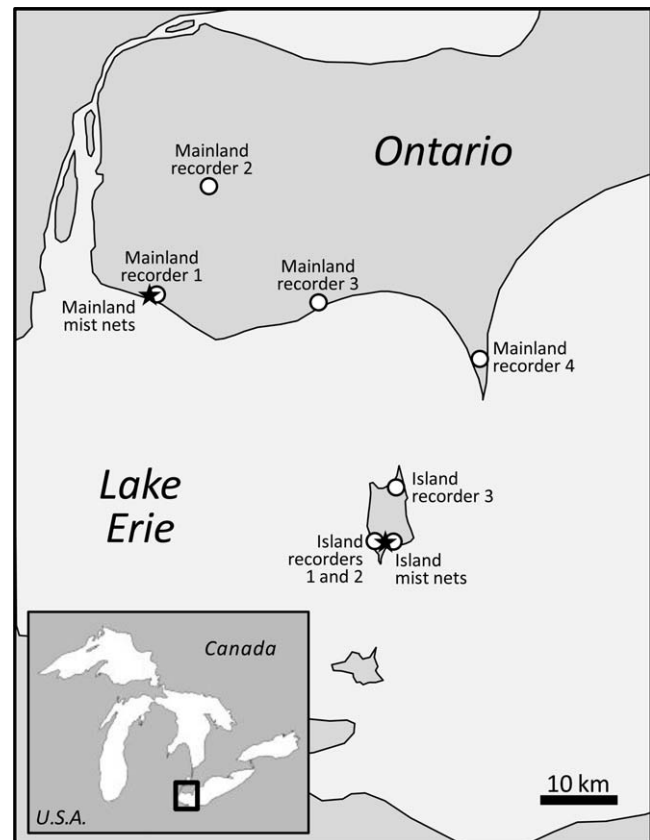 Ontario
Mainland
recorder 2
Mainland
recorder 1
Mainland
mist nets
Mainland
recorder 3
Mainland
recorder 4
Lake
Erie
Island
recorder 3
Island
recorders
1 and 2
Island
mist nets
Canada
U.S.A.
10 km